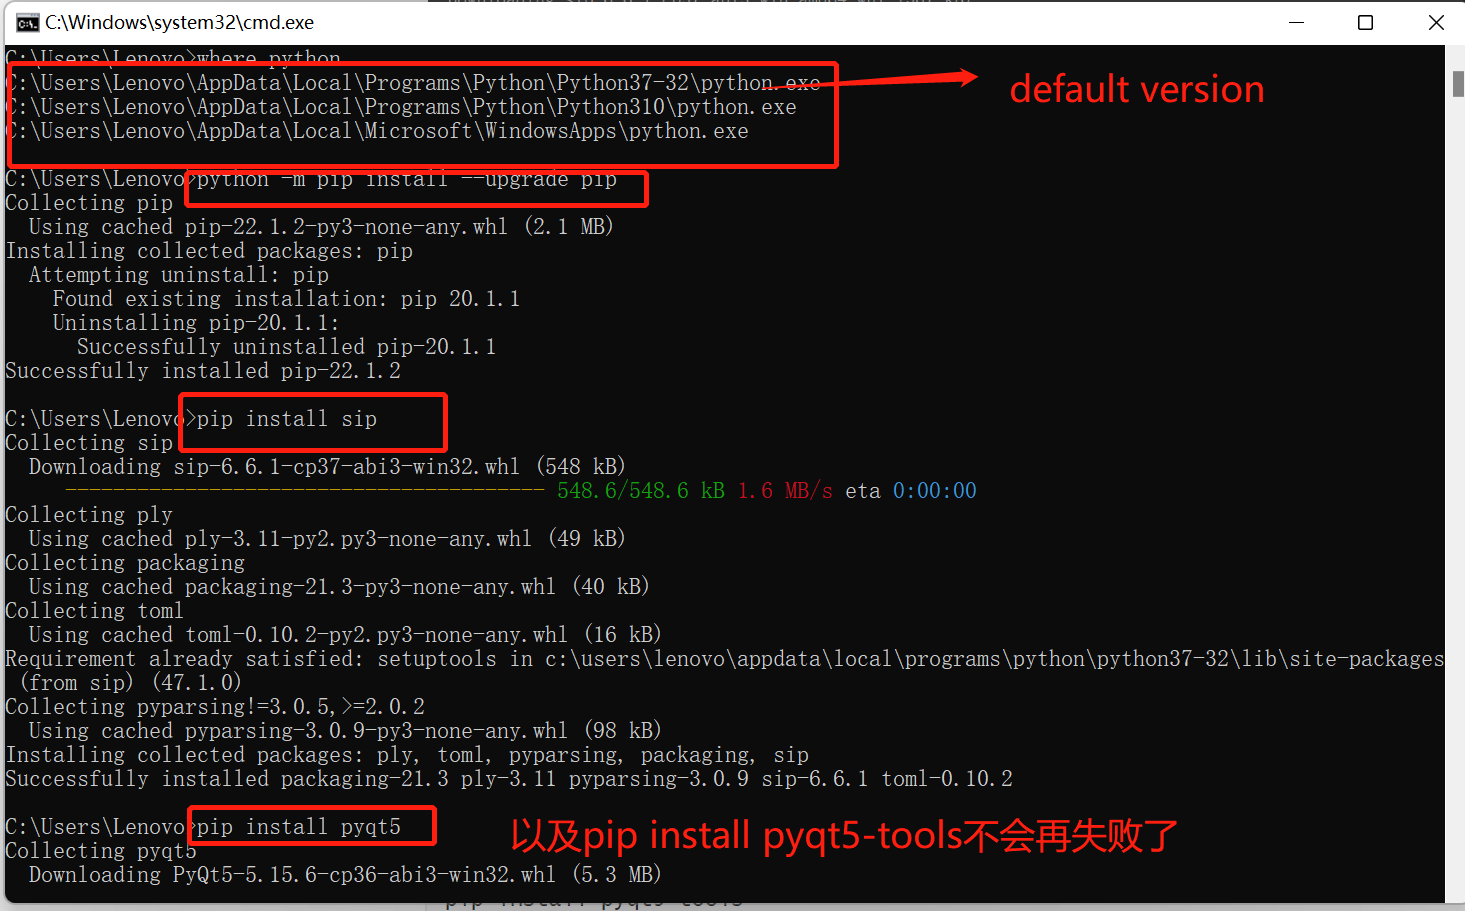 C:\Windows\system32\cmd.exe
C:\Users\Lenovo>where python
C:\Users\Lenovo\AppData\Local\Programs\Python\Python37-32\python.exe
default version
C:\Users\Lenovo\AppData\Local\Programs\Python\Python310\python.exe
C:\Users\Lenovo\AppData\Local\Microsoft\WindowsApps\python.exe
C:\Users\Lenovo>python -m pip install --upgrade pip
Collecting pip
  Using cached pip-22.1.2-py3-none-any.whl (2.1 MB)
Installing collected packages: pip
  Attempting uninstall: pip
    Found existing installation: pip 20.1.1
    Uninstalling pip-20.1.1:
      Successfully uninstalled pip-20.1.1
Successfully installed pip-22.1.2
C:\Users\Lenovo>pip install sip
Collecting sip
  Downloading sip-6.6.1-cp37-abi3-win32.whl (548 kB)
     ---------------------------------------- 548.6/548.6 kB 1.6 MB/s eta 0:00:00
Collecting ply
  Using cached ply-3.11-py2.py3-none-any.whl (49 kB)
Collecting packaging
  Using cached packaging-21.3-py3-none-any.whl (40 kB)
Collecting toml
  Using cached toml-0.10.2-py2.py3-none-any.whl (16 kB)
Requirement already satisfied: setuptools in c:\users\lenovo\appdata\local\programs\python\python37-32\lib\site-packages
 (from sip) (47.1.0)
Collecting pyparsing!=3.0.5,>=2.0.2
  Using cached pyparsing-3.0.9-py3-none-any.whl (98 kB)
Installing collected packages: ply, toml, pyparsing, packaging, sip
Successfully installed packaging-21.3 ply-3.11 pyparsing-3.0.9 sip-6.6.1 toml-0.10.2
C:\Users\Lenovo>pip install pyqt5
以及pip install pyqt5-tools不会再失败了
Collecting pyqt5
  Downloading PyQt5-5.15.6-cp36-abi3-win32.whl (5.3 MB)
pip install pyqt5-tools